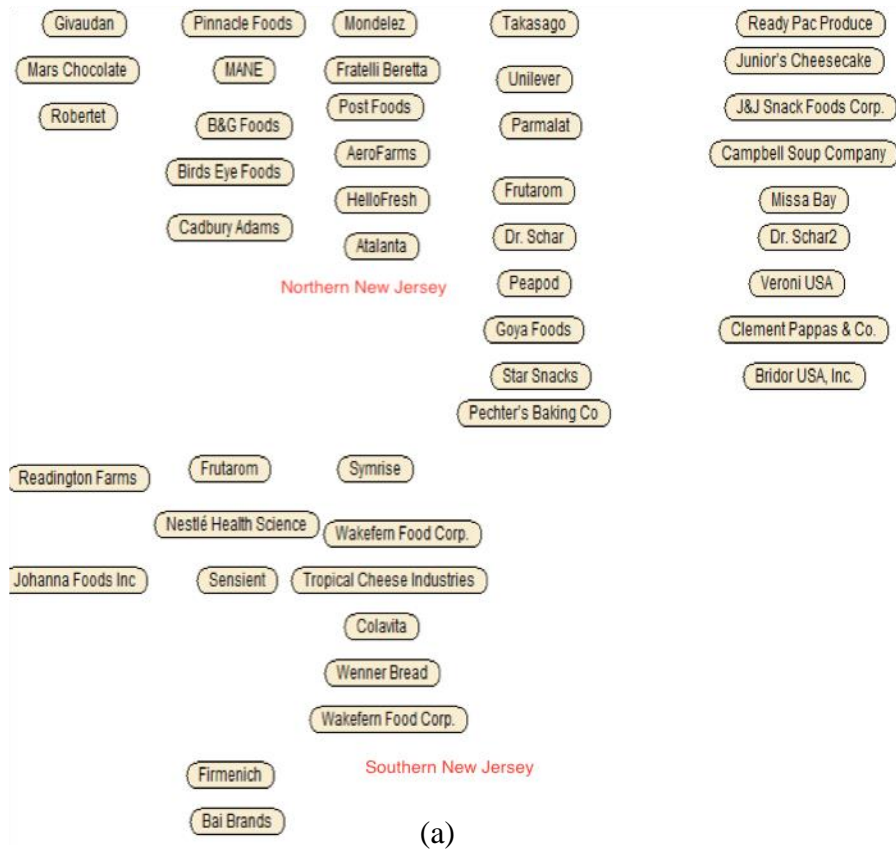 Givaudan
Pinnacle Foods
Mondelez
Takasago
Ready Pac Produce
Mars Chocolate
MANE
Fratelli Beretta
Unilever
Junior's Cheesecake
Robertet
B&G Foods
Post Foods
Parmalat
J&J Snack Foods Corp.
Birds Eye Foods
AeroFarms
Campbell Soup Company
Cadbury Adams
HelloFresh
Frutarom
Missa Bay
Atalanta
Dr. Schar
Dr. Schar2
Northern New Jersey
Peapod
Veroni USA
Goya Foods
Clement Pappas & Co.
Star Snacks
Bridor USA, Inc.
Pechter's Baking Co
Readington Farms
Frutarom
Symrise
Nestlé Health Science
Wakefern Food Corp.
Johanna Foods Inc
Sensient
Tropical Cheese Industries
Colavita
Wenner Bread
Wakefern Food Corp.
Firmenich
Southern New Jersey
Bai Brands
(a)